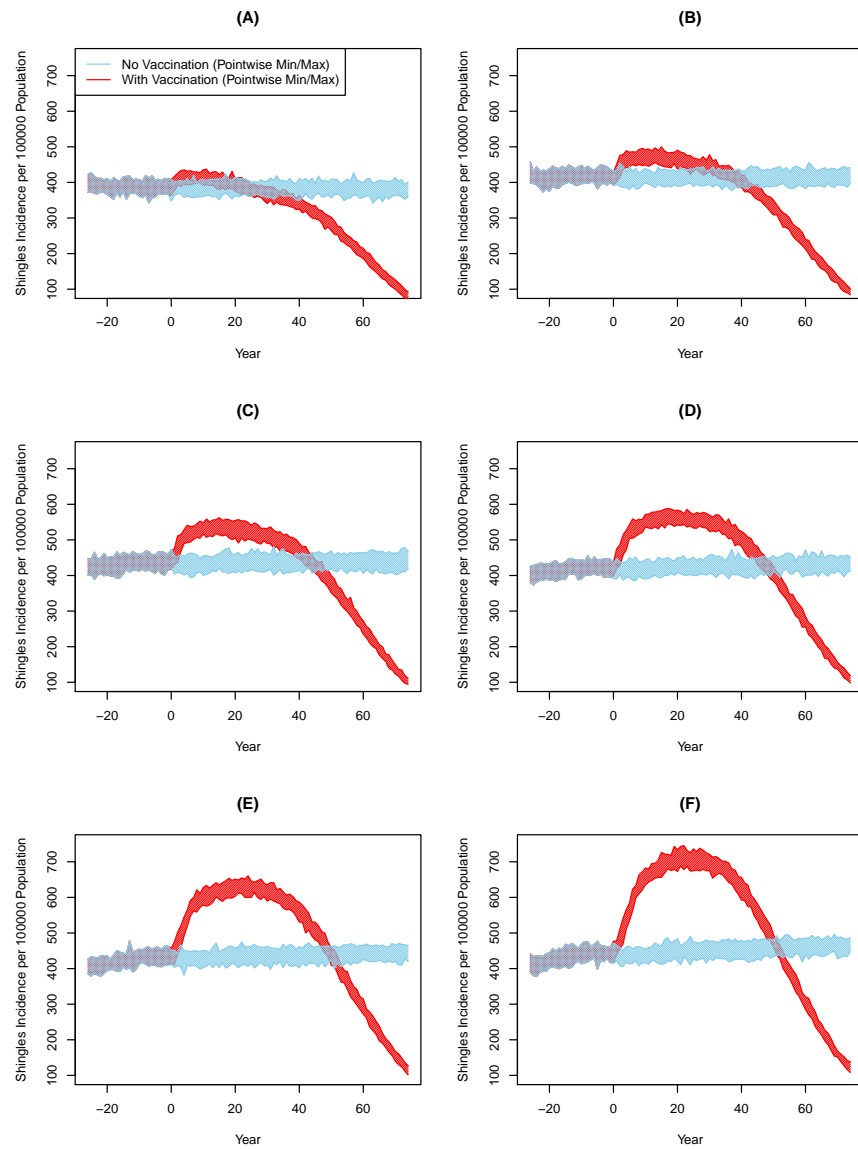 (A)
No Vaccination (Pointwise Min/Max)
With Vaccination (Pointwise Min/Max)
Shingles Incidence per 100000 Population
100 200 300 400 500 600 700
−20 0 20 40 60
Year
(B)
Shingles Incidence per 100000 Population
100 200 300 400 500 600 700
−20 0 20 40 60
Year
(C)
Shingles Incidence per 100000 Population
100 200 300 400 500 600 700
−20 0 20 40 60
Year
(D)
Shingles Incidence per 100000 Population
100 200 300 400 500 600 700
−20 0 20 40 60
Year
(E)
Shingles Incidence per 100000 Population
100 200 300 400 500 600 700
−20 0 20 40 60
Year
(F)
Shingles Incidence per 100000 Population
100 200 300 400 500 600 700
−20 0 20 40 60
Year